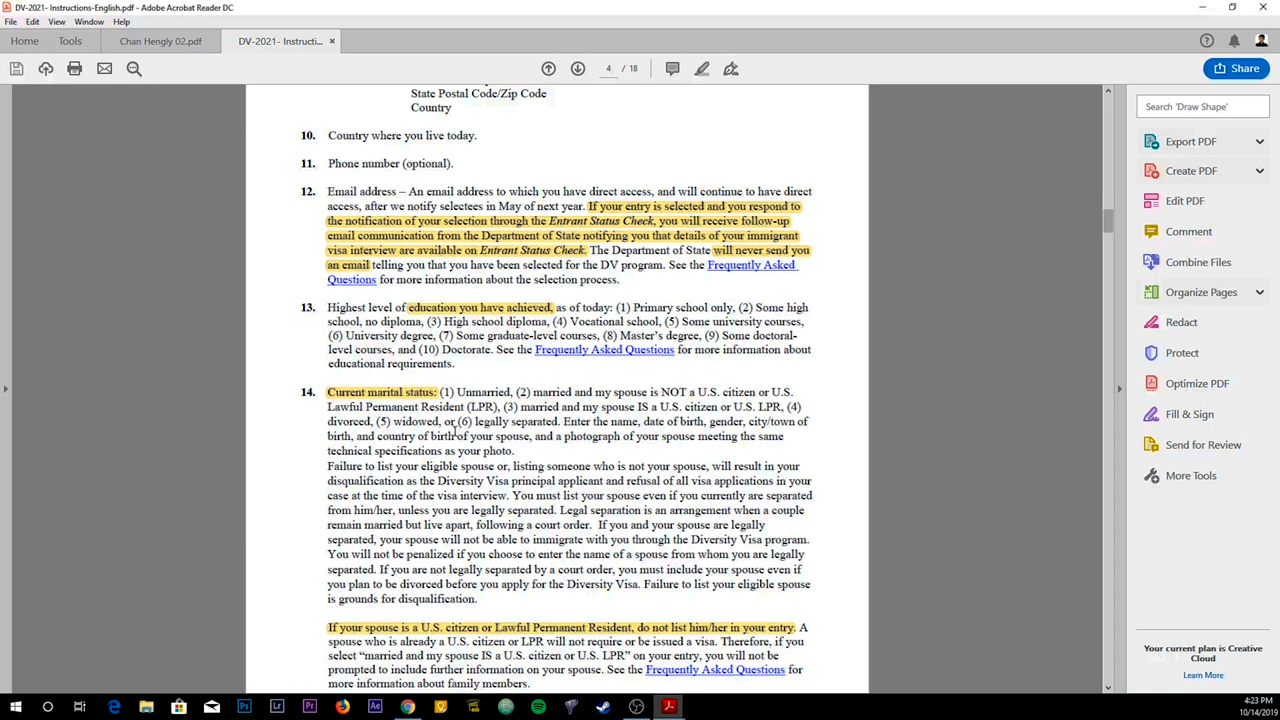 DV-2021- Instructions-English.pdf - Adobe Acrobat Reader DC
File Edit View Window Help
Home Tools Chan Hengly 02.pdf DV-2021- Instructi... ×
4 / 18
Share
State Postal Code/Zip Code
Country
10. Country where you live today.
11. Phone number (optional).
12. Email address – An email address to which you have direct access, and will continue to have direct
access, after we notify selectees in May of next year. If your entry is selected and you respond to
the notification of your selection through the Entrant Status Check, you will receive follow-up
email communication from the Department of State notifying you that details of your immigrant
visa interview are available on Entrant Status Check. The Department of State will never send you
an email telling you that you have been selected for the DV program. See the Frequently Asked
Questions for more information about the selection process.
13. Highest level of education you have achieved, as of today: (1) Primary school only, (2) Some high
school, no diploma, (3) High school diploma, (4) Vocational school, (5) Some university courses,
(6) University degree, (7) Some graduate-level courses, (8) Master’s degree, (9) Some doctoral-
level courses, and (10) Doctorate. See the Frequently Asked Questions for more information about
educational requirements.
14. Current marital status: (1) Unmarried, (2) married and my spouse is NOT a U.S. citizen or U.S.
Lawful Permanent Resident (LPR), (3) married and my spouse IS a U.S. citizen or U.S. LPR, (4)
divorced, (5) widowed, or (6) legally separated. Enter the name, date of birth, gender, city/town of
birth, and country of birth of your spouse, and a photograph of your spouse meeting the same
technical specifications as your photo.
Failure to list your eligible spouse or, listing someone who is not your spouse, will result in your
disqualification as the Diversity Visa principal applicant and refusal of all visa applications in your
case at the time of the visa interview. You must list your spouse even if you currently are separated
from him/her, unless you are legally separated. Legal separation is an arrangement when a couple
remain married but live apart, following a court order. If you and your spouse are legally
separated, your spouse will not be able to immigrate with you through the Diversity Visa program.
You will not be penalized if you choose to enter the name of a spouse from whom you are legally
separated. If you are not legally separated by a court order, you must include your spouse even if
you plan to be divorced before you apply for the Diversity Visa. Failure to list your eligible spouse
is grounds for disqualification.
If your spouse is a U.S. citizen or Lawful Permanent Resident, do not list him/her in your entry. A
spouse who is already a U.S. citizen or LPR will not require or be issued a visa. Therefore, if you
select “married and my spouse IS a U.S. citizen or U.S. LPR” on your entry, you will not be
prompted to include further information on your spouse. See the Frequently Asked Questions for
more information about family members.
Search 'Draw Shape'
Export PDF
Create PDF
Edit PDF
Comment
Combine Files
Organize Pages
Redact
Protect
Optimize PDF
Fill & Sign
Send for Review
More Tools
Your current plan is Creative
Cloud
Learn More
Ps Lr Pr Ae
4:23 PM
10/14/2019